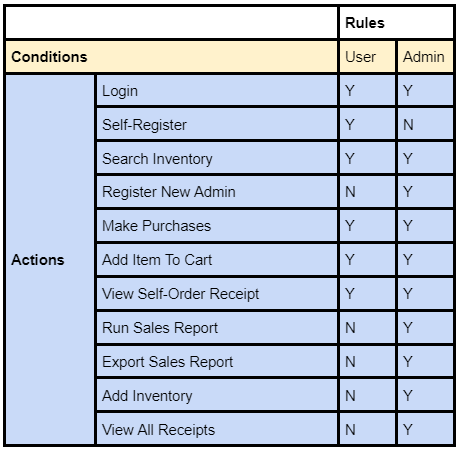 Rules
Conditions User Admin
Login Y Y
Self-Register Y N
Search Inventory Y Y
Register New Admin N Y
Make Purchases Y Y
Actions Add Item To Cart Y Y
View Self-Order Receipt Y Y
Run Sales Report N Y
Export Sales Report N Y
Add Inventory N Y
View All Receipts N Y